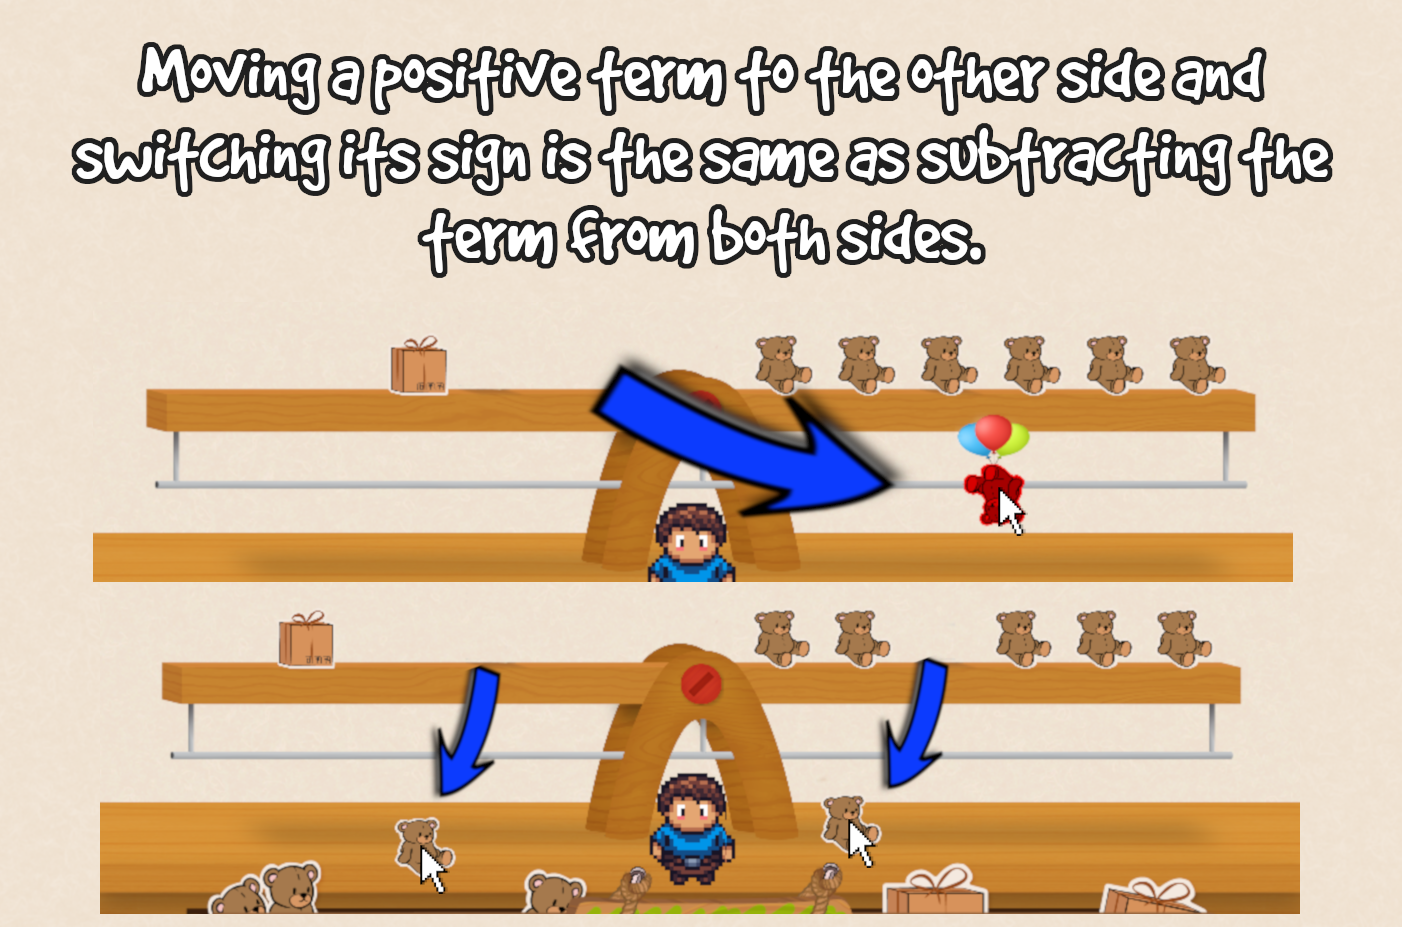 Moving a positive term to the other side and
switching its sign is the same as subtracting the
term from both sides.